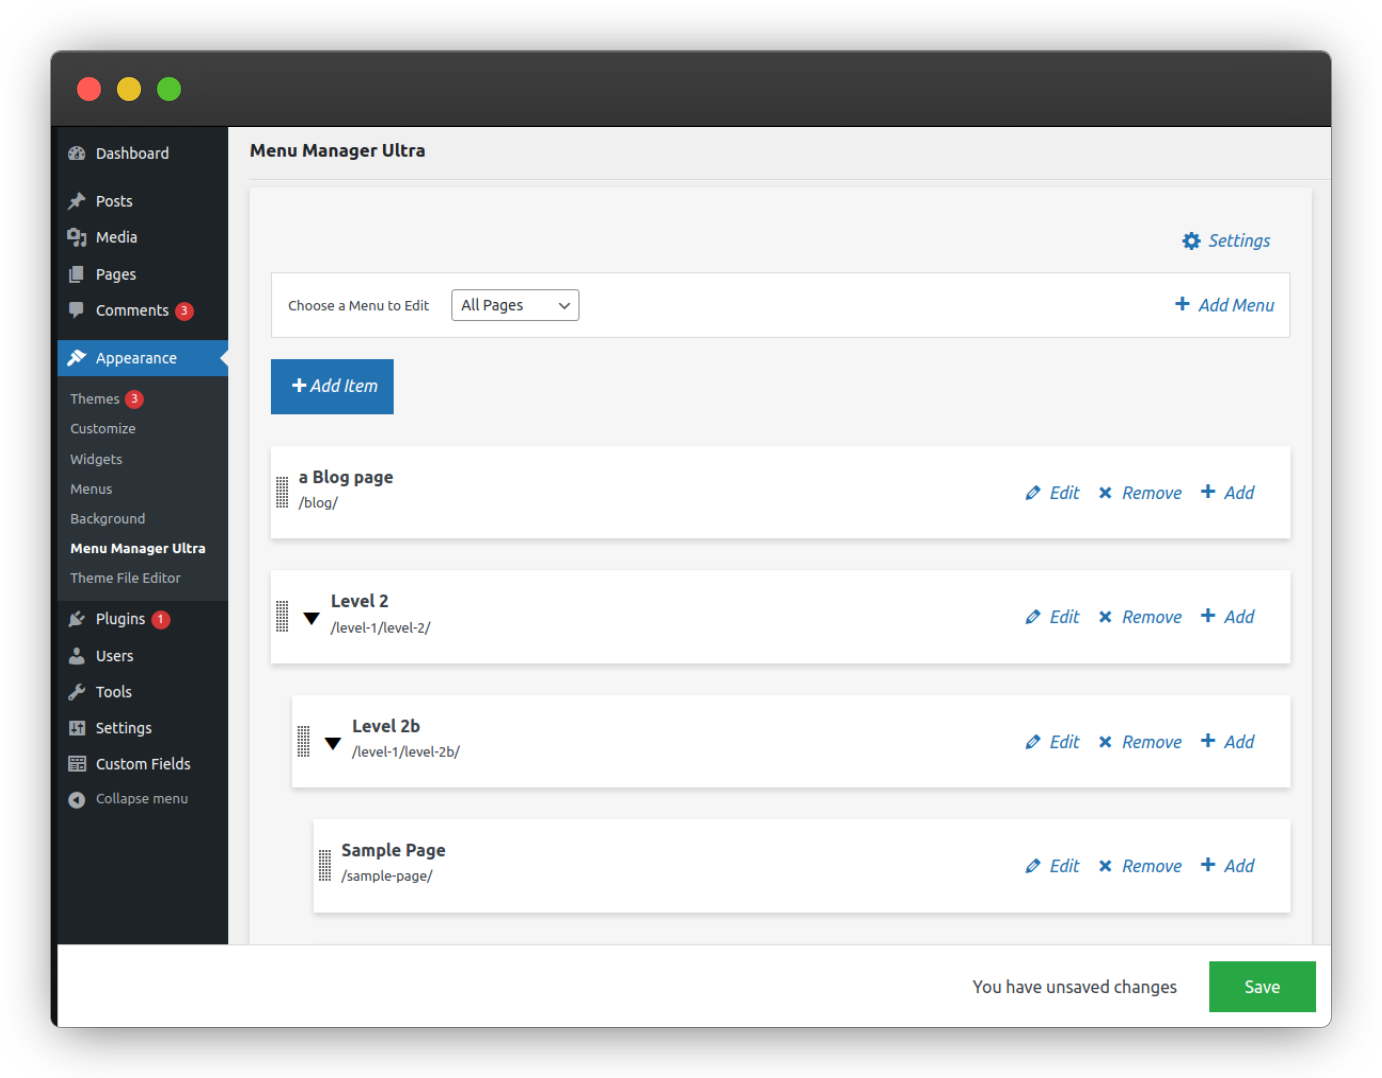 Dashboard
Posts
Media
Pages
Comments 3
Appearance
Themes 3
Customize
Widgets
Menus
Background
Menu Manager Ultra
Theme File Editor
Plugins 1
Users
Tools
Settings
Custom Fields
Collapse menu
Menu Manager Ultra
Settings
Choose a Menu to Edit All Pages + Add Menu
+ Add Item
a Blog page
/blog/
Edit Remove + Add
Level 2
/level-1/level-2/
Edit Remove + Add
Level 2b
/level-1/level-2b/
Edit Remove + Add
Sample Page
/sample-page/
Edit Remove + Add
You have unsaved changes Save